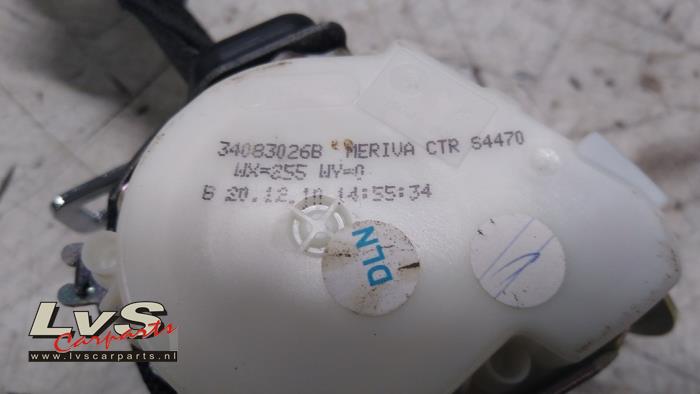 34083026B MERIVA CTR S4470
WX=255 WY=0
B 20.12.10 14:55:34
DLN
LvS
Carparts
www.lvscarparts.nl